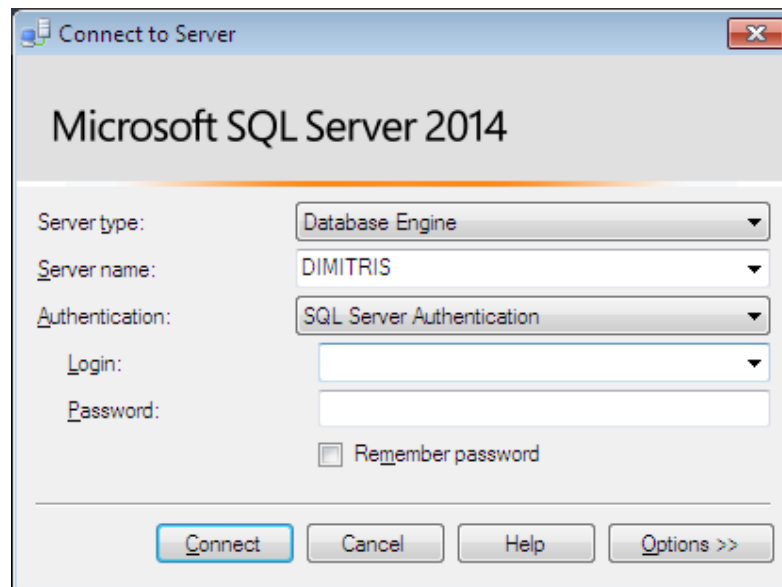 Connect to Server
Microsoft SQL Server 2014
Server type: Database Engine
Server name: DIMITRIS
Authentication: SQL Server Authentication
Login:
Password:
Remember password
Connect Cancel Help Options >>